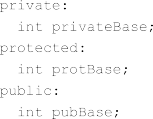 private:
  int privateBase;
protected:
  int protBase;
public:
  int pubBase;